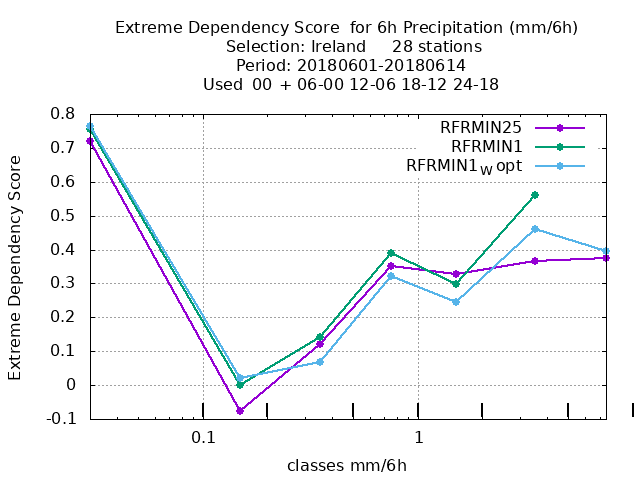 Extreme Dependency Score  for 6h Precipitation (mm/6h)
Selection: Ireland     28 stations
Period: 20180601-20180614
Used  00  + 06-00 12-06 18-12 24-18
RFRMIN25
RFRMIN1
RFRMIN1W opt
Extreme Dependency Score
0.8
0.7
0.6
0.5
0.4
0.3
0.2
0.1
0
-0.1
0.1
1
classes mm/6h